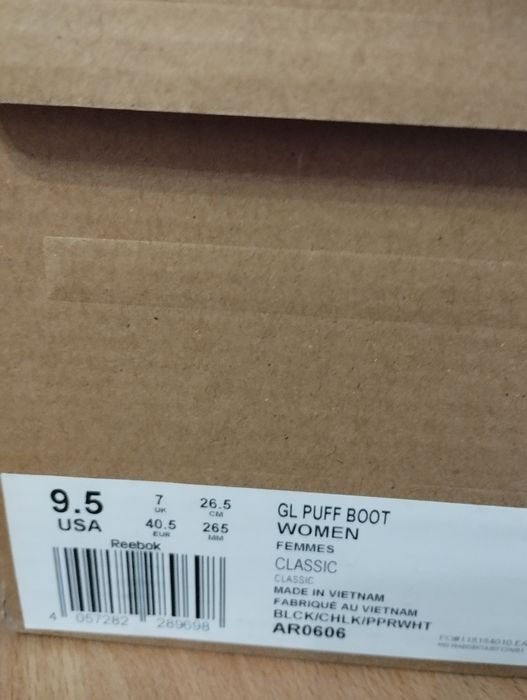 9.5 7 26.5
USA UK CM
40.5 265
EUR MM
Reebok
4 057282 289698
GL PUFF BOOT
WOMEN
FEMMES
CLASSIC
CLASSIC
MADE IN VIETNAM
FABRIQUÉ AU VIETNAM
BLCK/CHLK/PPRWHT
AR0606